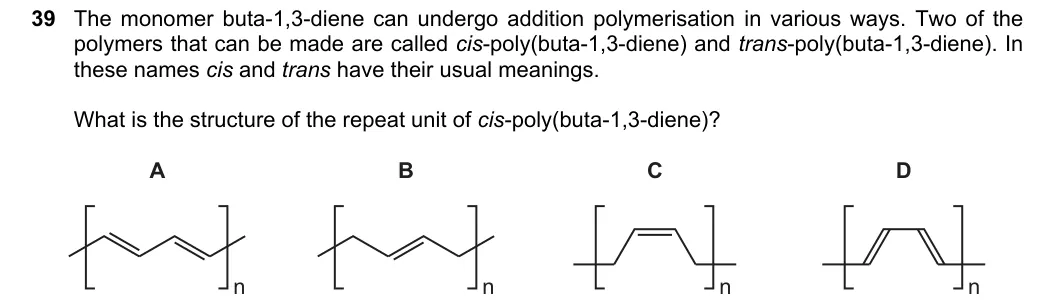 39 The monomer buta-1,3-diene can undergo addition polymerisation in various ways. Two of the
polymers that can be made are called cis-poly(buta-1,3-diene) and trans-poly(buta-1,3-diene). In
these names cis and trans have their usual meanings.
What is the structure of the repeat unit of cis-poly(buta-1,3-diene)?
A B C D
n n n n